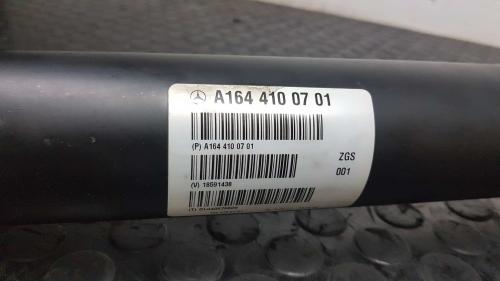 A164 410 07 01
(P) A164 410 07 01
ZGS
001
(V) 18591438